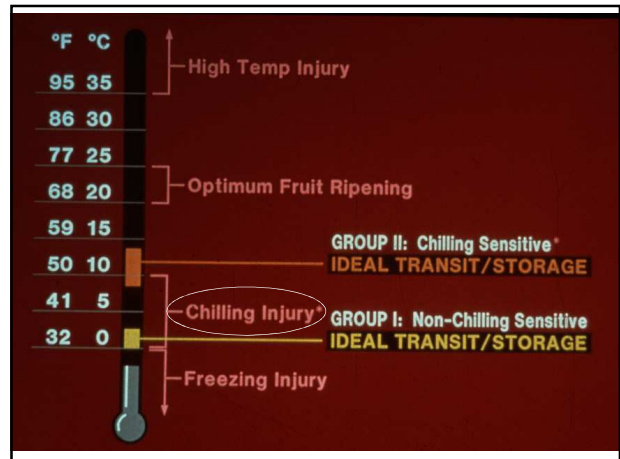 °F °C
High Temp Injury
95 35
86 30
77 25
Optimum Fruit Ripening
68 20
59 15
GROUP II: Chilling Sensitive*
50 10
IDEAL TRANSIT/STORAGE
41 5
Chilling Injury*
GROUP I: Non-Chilling Sensitive
32 0
IDEAL TRANSIT/STORAGE
Freezing Injury